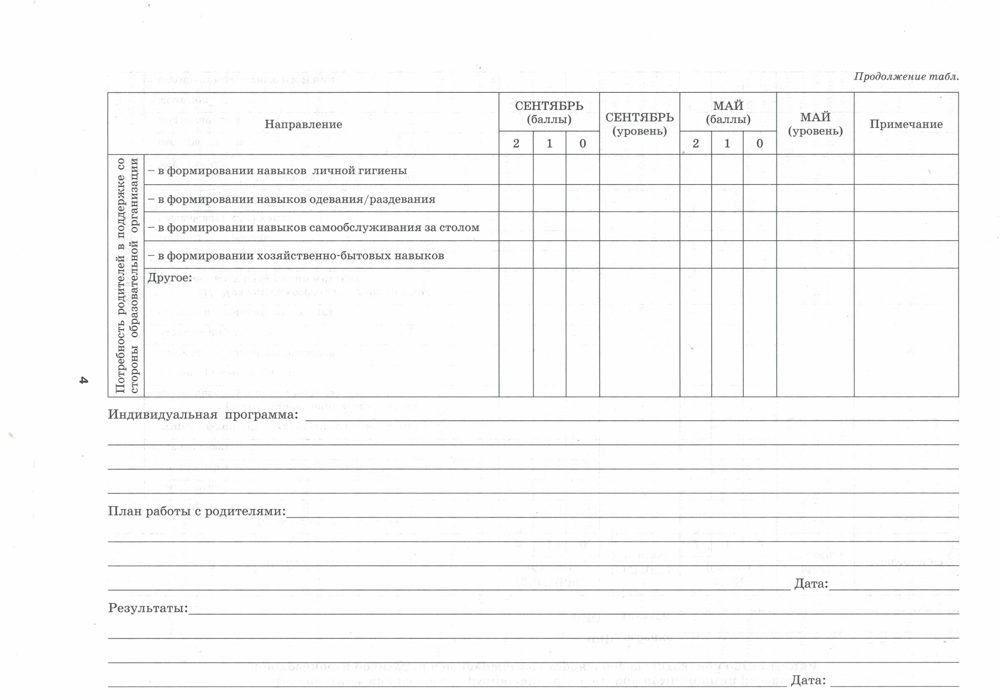 Продолжение табл.
Направление
СЕНТЯБРЬ
(баллы)
СЕНТЯБРЬ
(уровень)
МАЙ
(баллы)
МАЙ
(уровень)
Примечание
2 1 0
2 1 0
Потребность родителей в поддержке со
стороны образовательной организации
– в формировании навыков личной гигиены
– в формировании навыков одевания/раздевания
– в формировании навыков самообслуживания за столом
– в формировании хозяйственно-бытовых навыков
Другое:
4
Индивидуальная программа:
План работы с родителями:
Дата:
Результаты:
Дата: